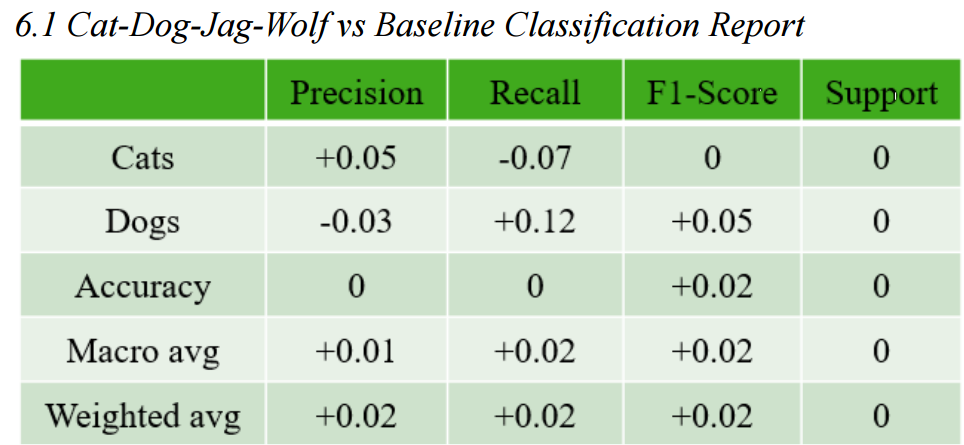 6.1 Cat-Dog-Jag-Wolf vs Baseline Classification Report
Precision Recall F1-Score Support
Cats +0.05 -0.07 0 0
Dogs -0.03 +0.12 +0.05 0
Accuracy 0 0 +0.02 0
Macro avg +0.01 +0.02 +0.02 0
Weighted avg +0.02 +0.02 +0.02 0